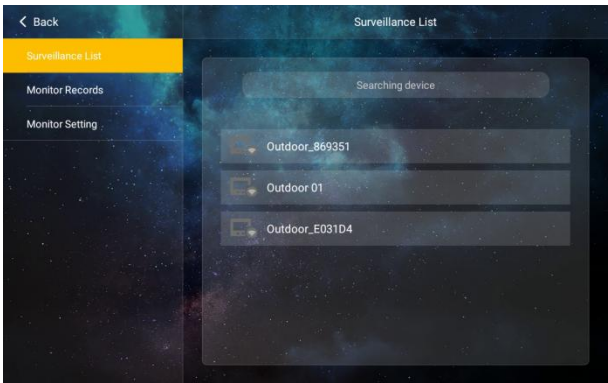 Back
Surveillance List
Surveillance List
Monitor Records
Monitor Setting
Searching device
Outdoor_869351
Outdoor 01
Outdoor_E031D4